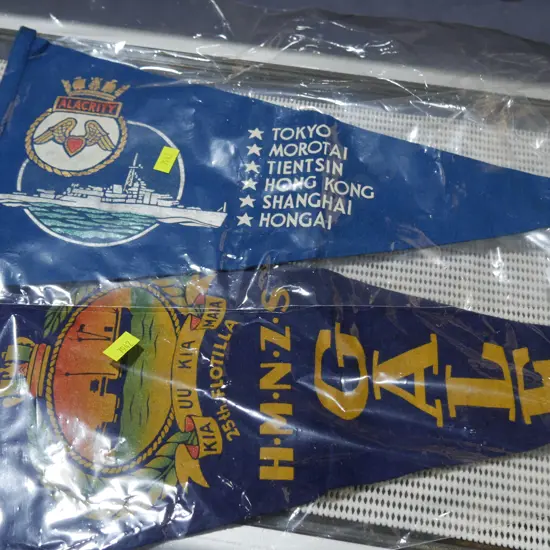 ALACRITY
★ TOKYO
★ MOROTAI
★ TIENTSIN
★ HONG KONG
★ SHANGHAI
★ HONGAI
KIA UU KIA MAIA
25th FLOTILLA
H·M·N·Z·S·
GALE